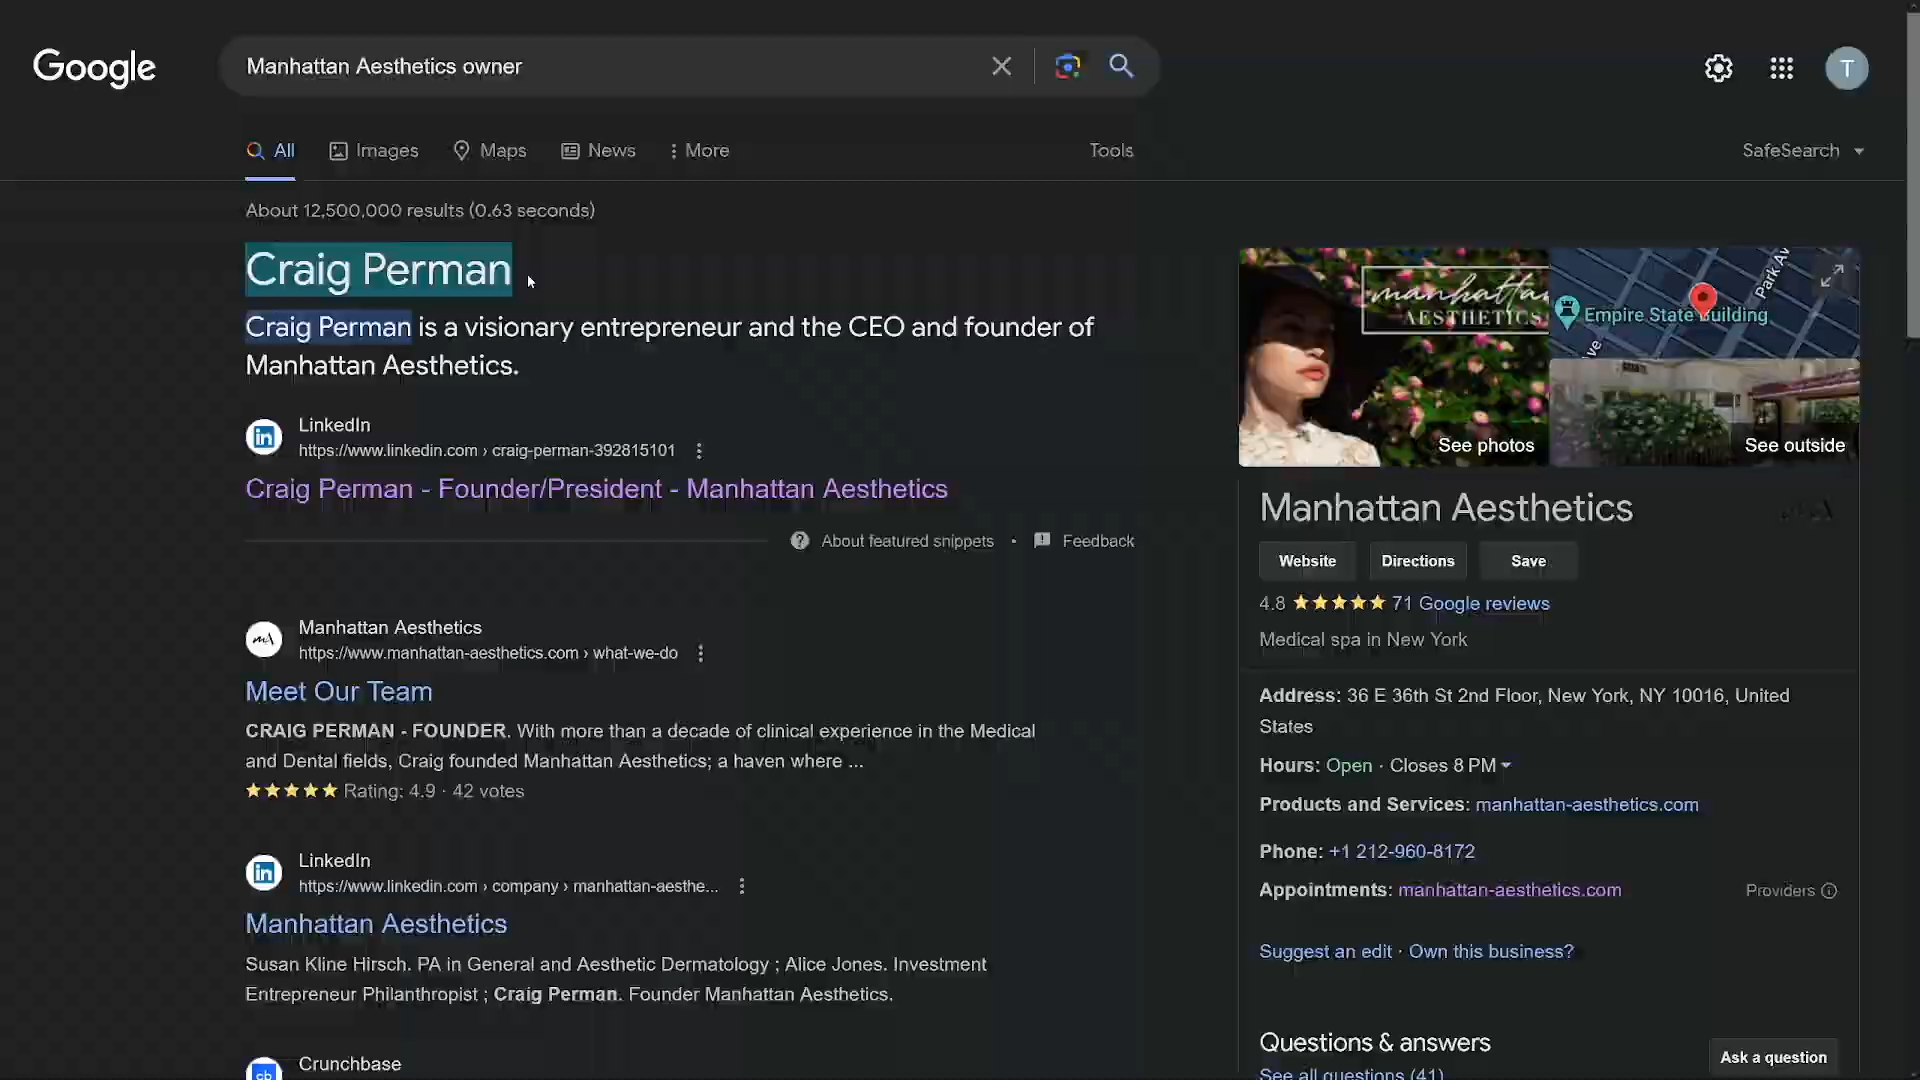 Google
Manhattan Aesthetics owner
T
All
Images
Maps
News
More
Tools
SafeSearch
About 12,500,000 results (0.63 seconds)
Craig Perman
Craig Perman is a visionary entrepreneur and the CEO and founder of
Manhattan Aesthetics.
LinkedIn
https://www.linkedin.com › craig-perman-392815101
Craig Perman - Founder/President - Manhattan Aesthetics
About featured snippets • Feedback
Manhattan Aesthetics
https://www.manhattan-aesthetics.com › what-we-do
Meet Our Team
CRAIG PERMAN - FOUNDER. With more than a decade of clinical experience in the Medical
and Dental fields, Craig founded Manhattan Aesthetics; a haven where ...
Rating: 4.9 · 42 votes
LinkedIn
https://www.linkedin.com › company › manhattan-aesthe...
Manhattan Aesthetics
Susan Kline Hirsch. PA in General and Aesthetic Dermatology ; Alice Jones. Investment
Entrepreneur Philanthropist ; Craig Perman. Founder Manhattan Aesthetics.
Crunchbase
manhattan
AESTHETICS
Park Av
Empire State Building
ve
See photos
See outside
Manhattan Aesthetics
Website
Directions
Save
4.8 71 Google reviews
Medical spa in New York
Address: 36 E 36th St 2nd Floor, New York, NY 10016, United
States
Hours: Open · Closes 8 PM
Products and Services: manhattan-aesthetics.com
Phone: +1 212-960-8172
Appointments: manhattan-aesthetics.com
Providers
Suggest an edit · Own this business?
Questions & answers
Ask a question
See all questions (41)